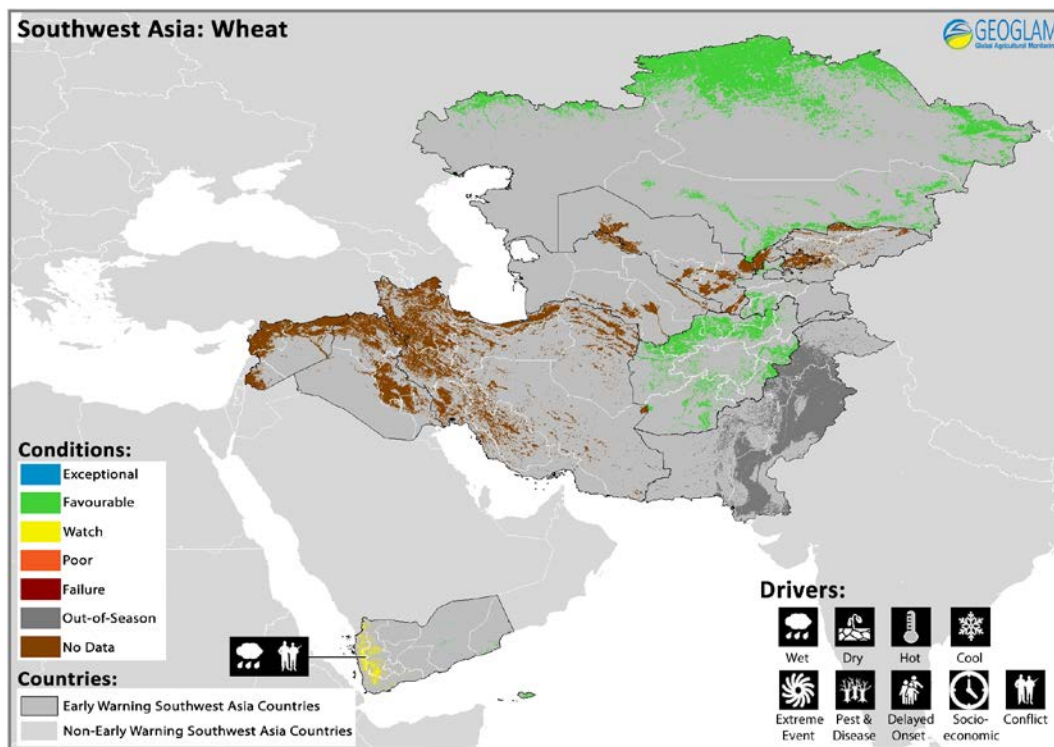 Southwest Asia: Wheat
GEOGLAM
Global Agricultural Monitoring
Conditions:
Exceptional
Favourable
Watch
Poor
Failure
Out-of-Season
No Data
Countries:
Early Warning Southwest Asia Countries
Non-Early Warning Southwest Asia Countries
Drivers:
Wet
Dry
Hot
Cool
Extreme
Event
Pest &
Disease
Delayed
Onset
Socio-
economic
Conflict